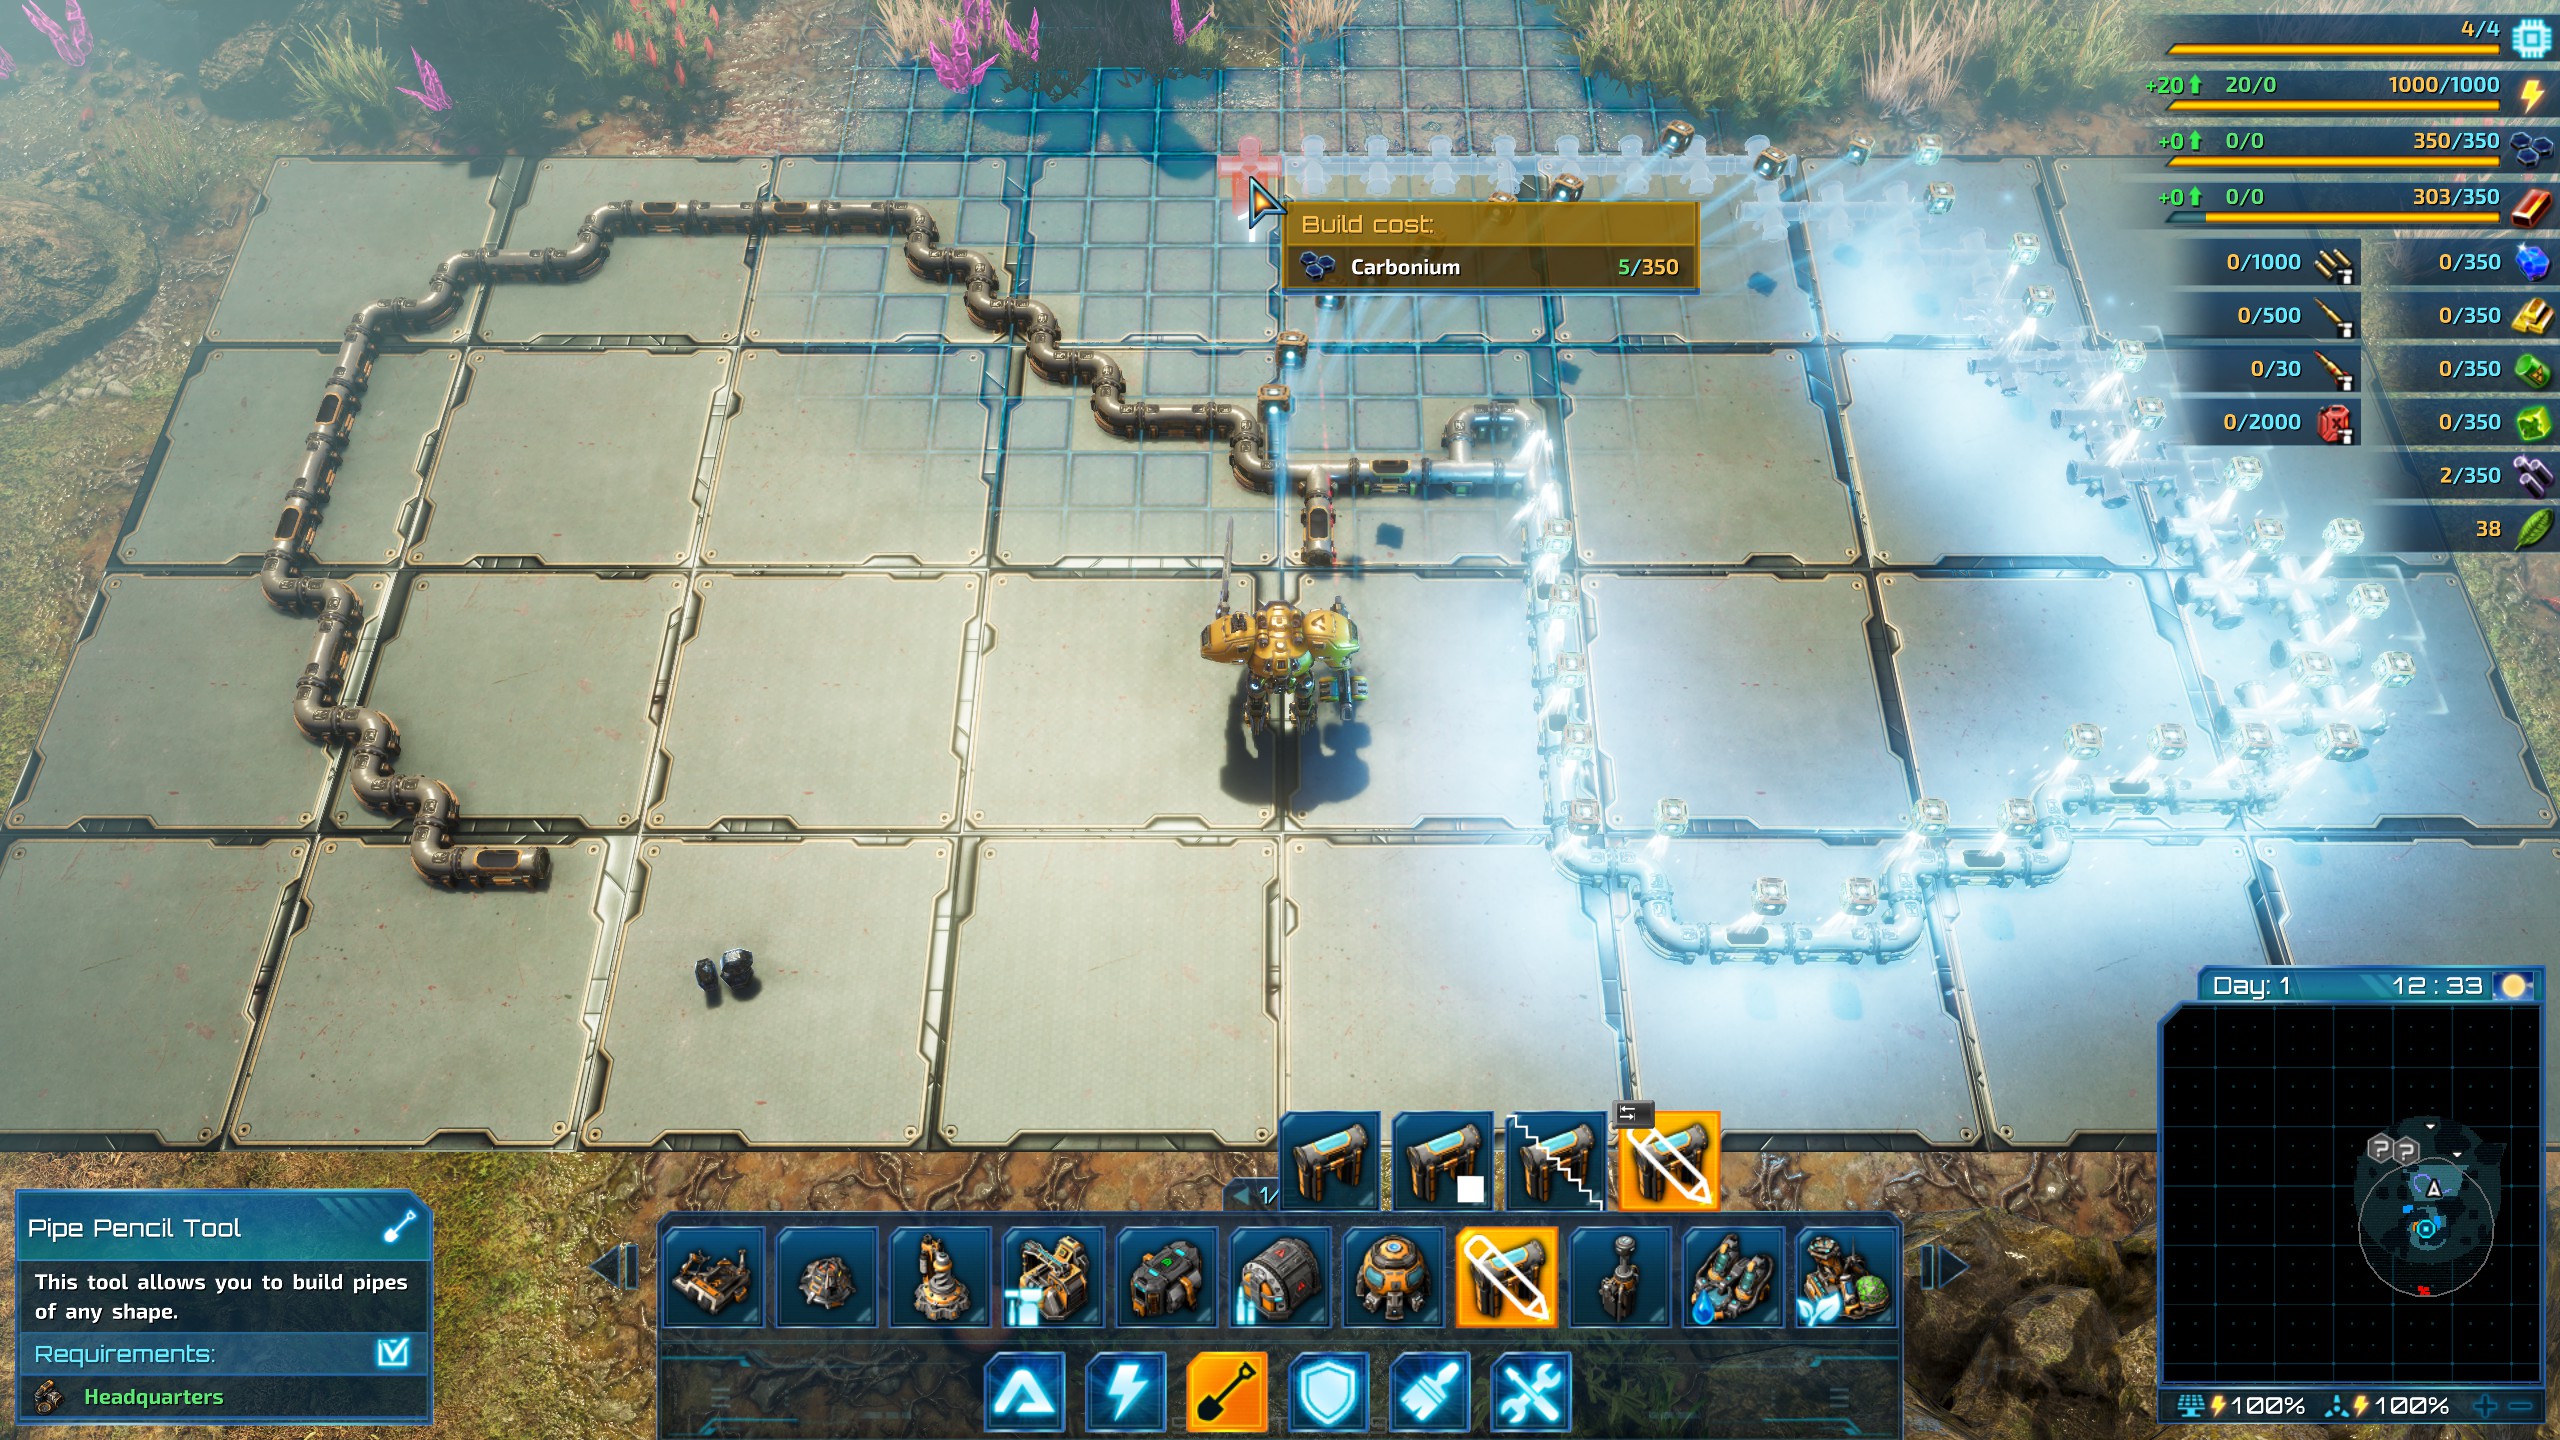 4/4
+20 20/0 1000/1000
+0 0/0 350/350
+0 0/0 303/350
0/1000 0/350
0/500 0/350
0/30 0/350
0/2000 0/350
2/350
38
Build cost:
Carbonium 5/350
Day: 1 12:33
? ?
A
100% 100%
1/
Pipe Pencil Tool
This tool allows you to build pipes
of any shape.
Requirements:
Headquarters